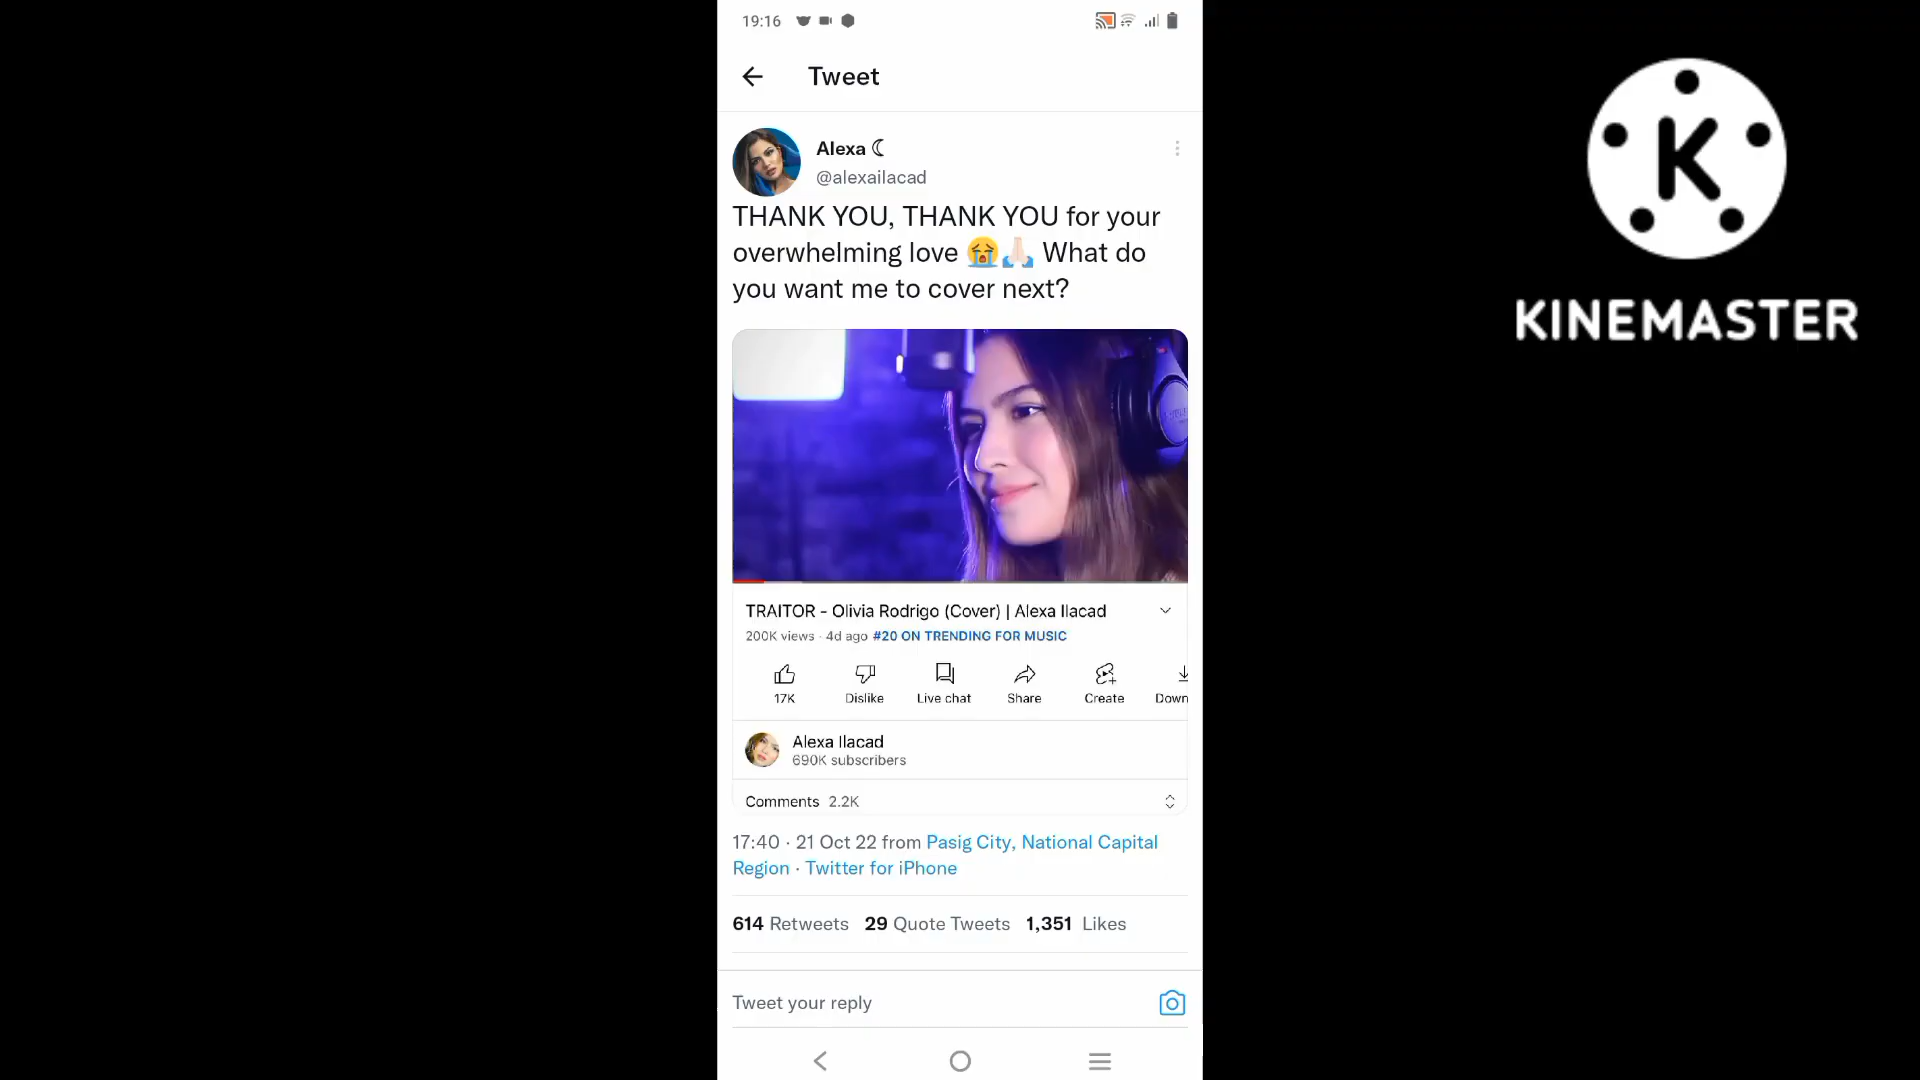 19:16
Tweet
Alexa ☾
@alexailacad
THANK YOU, THANK YOU for your
overwhelming love 😭🙏🏻 What do
you want me to cover next?
TRAITOR - Olivia Rodrigo (Cover) | Alexa Ilacad
200K views · 4d ago #20 ON TRENDING FOR MUSIC
17K Dislike Live chat Share Create Down
Alexa Ilacad
690K subscribers
Comments 2.2K
17:40 · 21 Oct 22 from Pasig City, National Capital
Region · Twitter for iPhone
614 Retweets 29 Quote Tweets 1,351 Likes
Tweet your reply
K
KINEMASTER